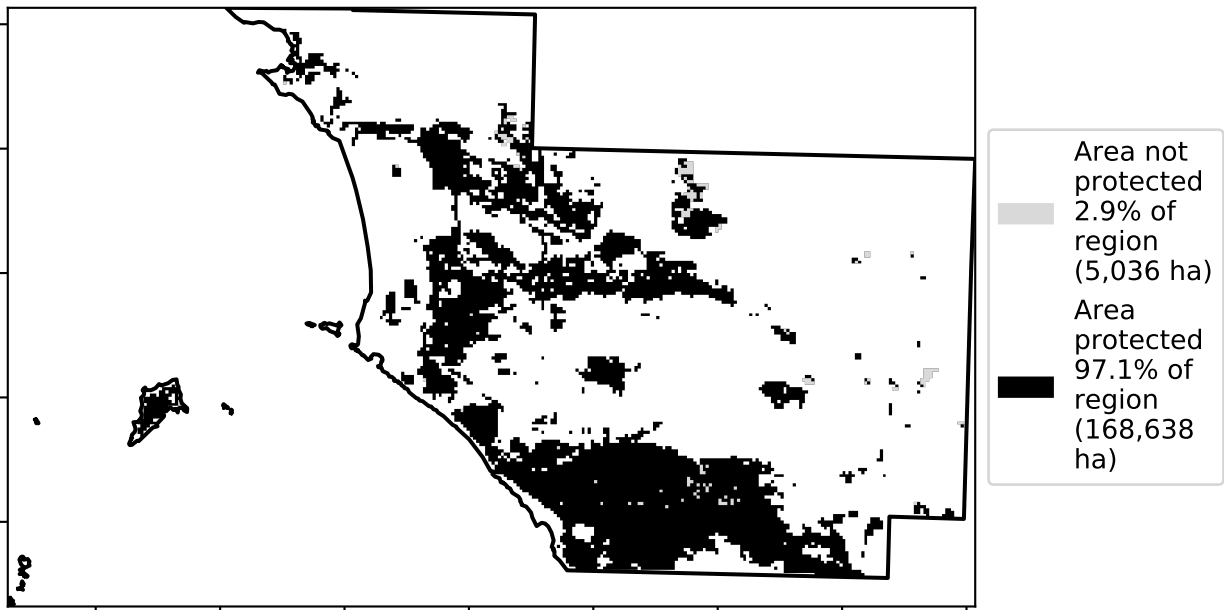 Area not
protected
2.9% of
region
(5,036 ha)
Area
protected
97.1% of
region
(168,638
ha)